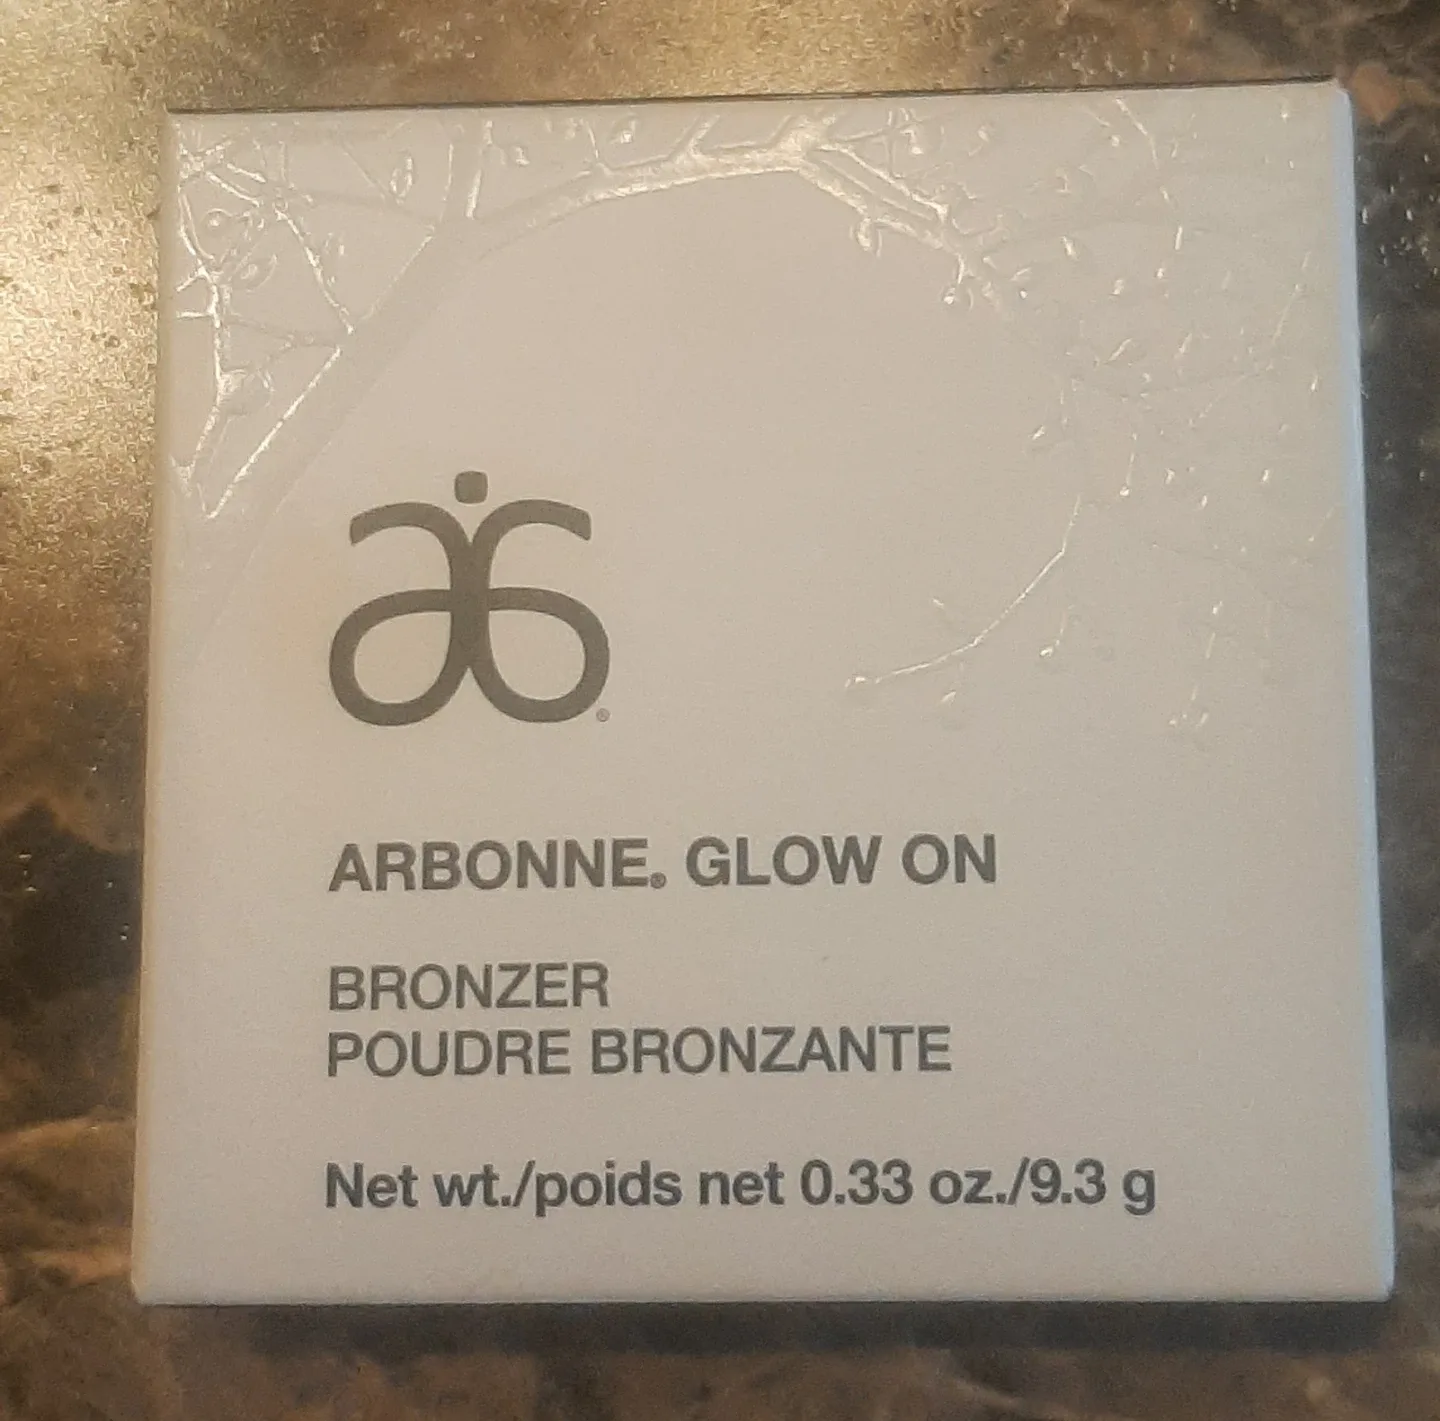 ARBONNE® GLOW ON
BRONZER
POUDRE BRONZANTE
Net wt./poids net 0.33 oz./9.3 g